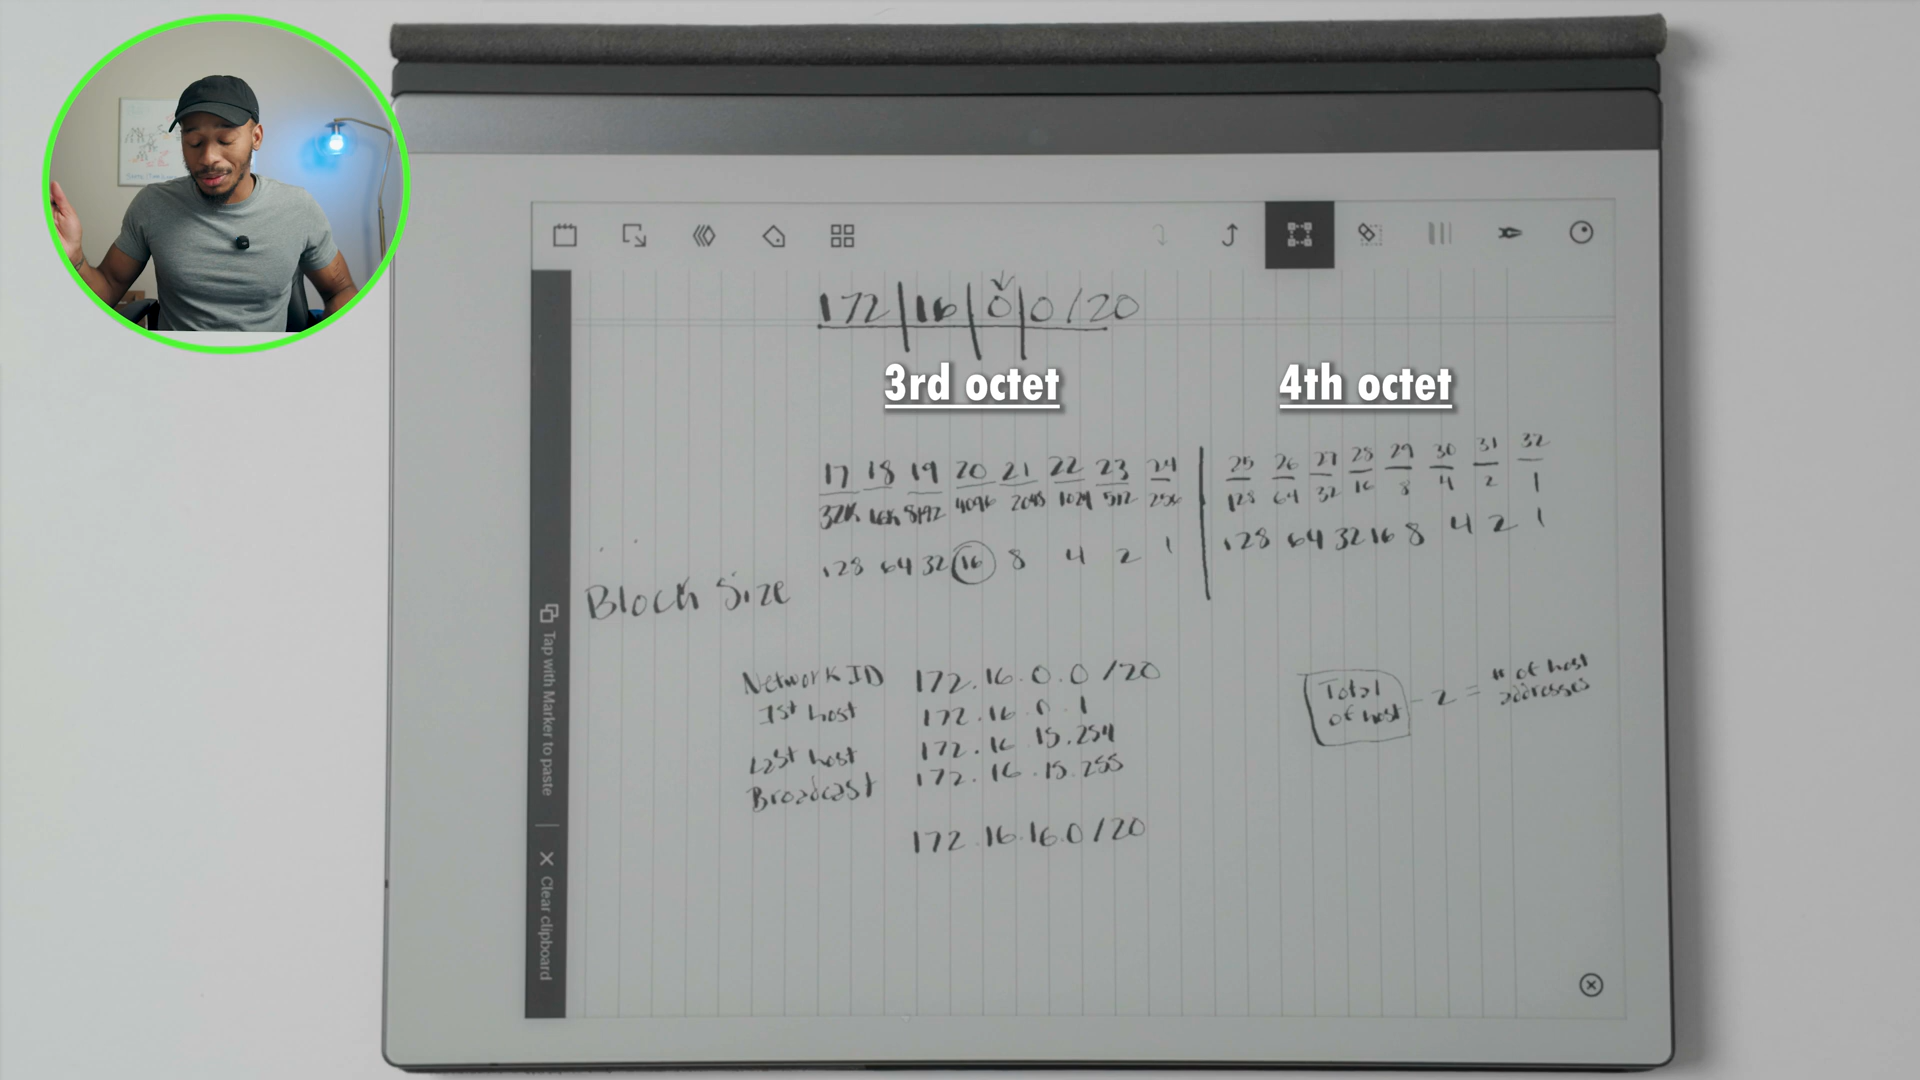 172|16|0|0/20
3rd octet
4th octet
17 18 19 20 21 22 23 24
32K 16K 8192 4096 2048 1024 512 256
128 64 32 16 8 4 2 1
25 26 27 28 29 30 31 32
128 64 32 16 8 4 2 1
128 64 32 16 8 4 2 1
Block Size
Network ID 172.16.0.0/20
1st host 172.16.0.1
Last host 172.16.15.254
Broadcast 172.16.15.255
172.16.16.0/20
Total of host - 2 = # of host addresses
Tap with Marker to paste
Clear clipboard